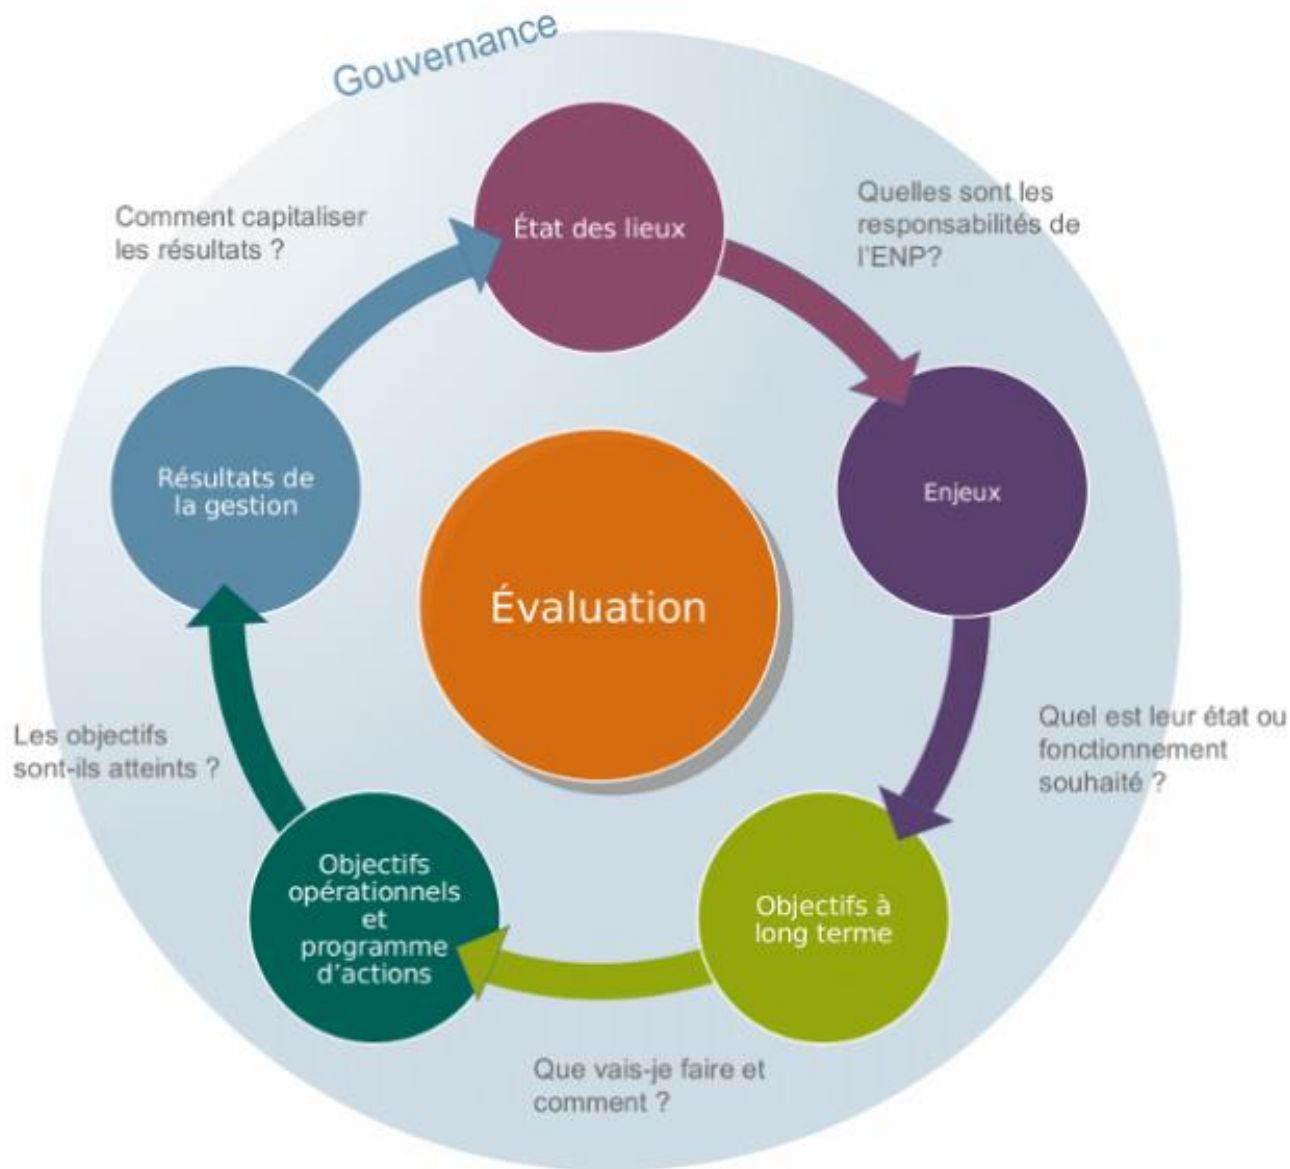 Gouvernance
État des lieux
Quelles sont les
responsabilités de
l'ENP?
Enjeux
Quel est leur état ou
fonctionnement
souhaité ?
Objectifs à
long terme
Que vais-je faire et
comment ?
Objectifs
opérationnels
et
programme
d'actions
Les objectifs
sont-ils atteints ?
Résultats de
la gestion
Comment capitaliser
les résultats ?
Évaluation